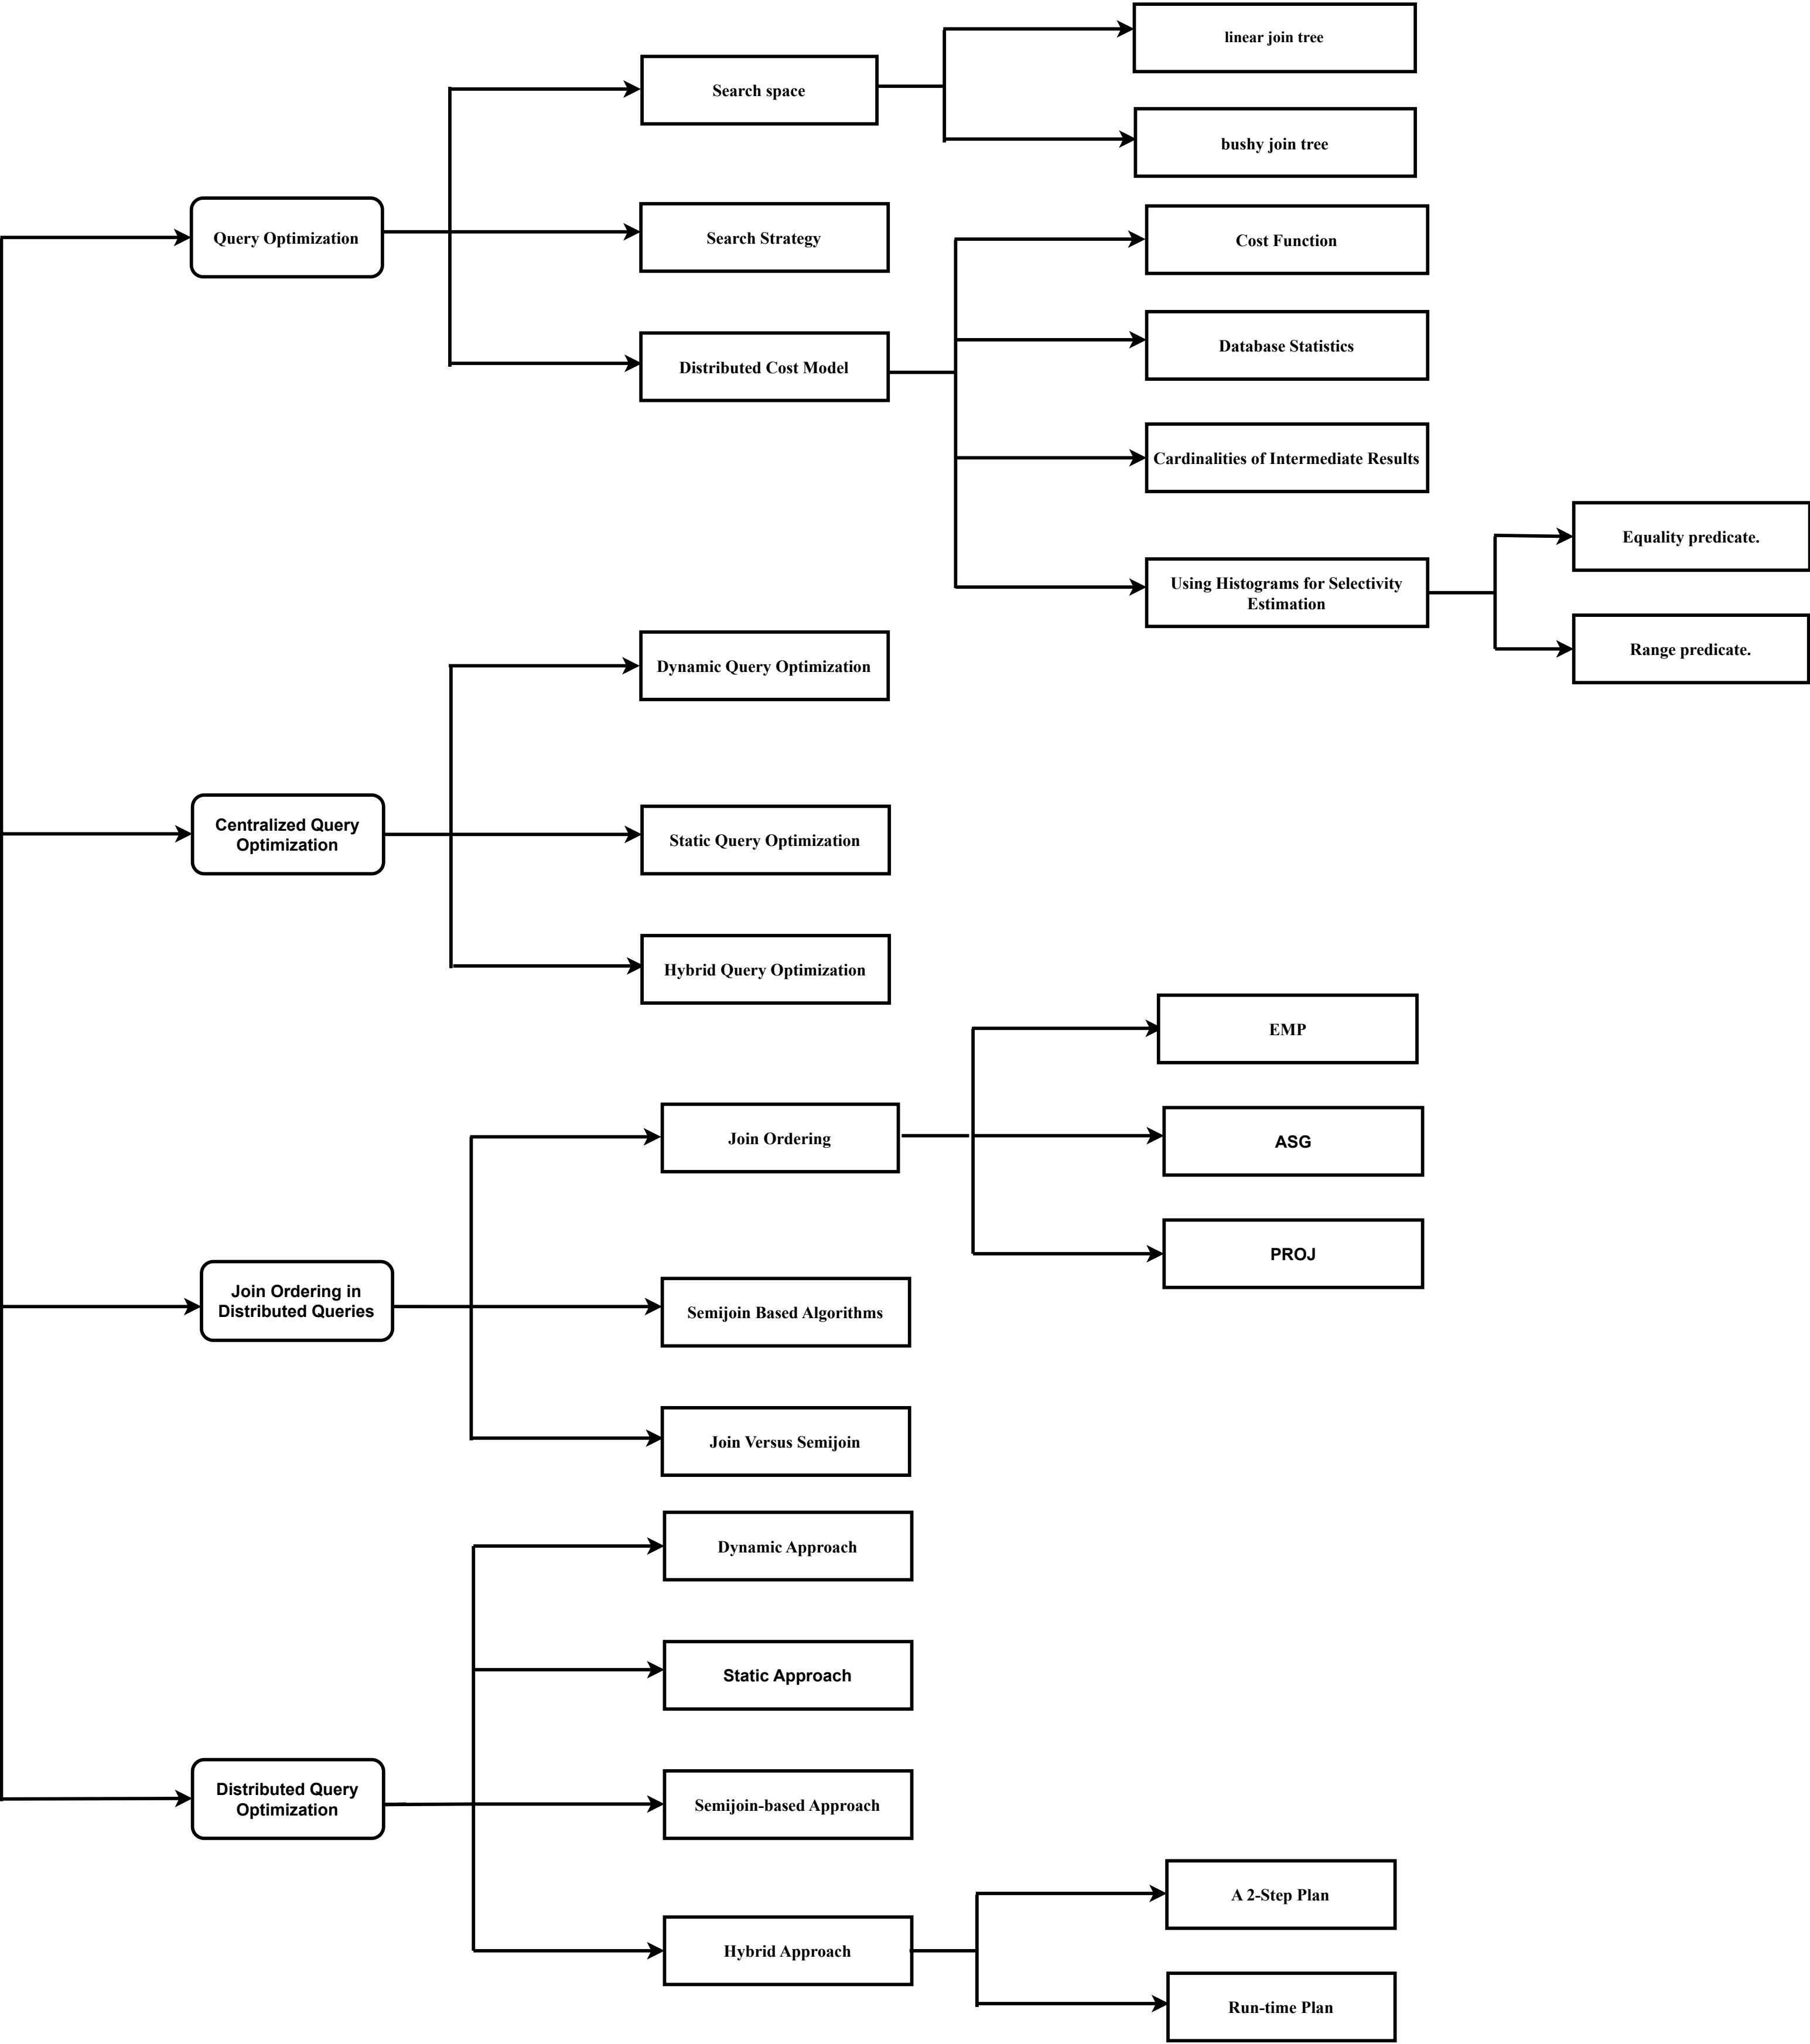 linear join tree
Search space
bushy join tree
Query Optimization
Search Strategy
Cost Function
Database Statistics
Distributed Cost Model
Cardinalities of Intermediate Results
Equality predicate.
Using Histograms for Selectivity
Estimation
Range predicate.
Dynamic Query Optimization
Centralized Query
Optimization
Static Query Optimization
Hybrid Query Optimization
EMP
Join Ordering
ASG
PROJ
Join Ordering in
Distributed Queries
Semijoin Based Algorithms
Join Versus Semijoin
Dynamic Approach
Static Approach
Distributed Query
Optimization
Semijoin-based Approach
A 2-Step Plan
Hybrid Approach
Run-time Plan